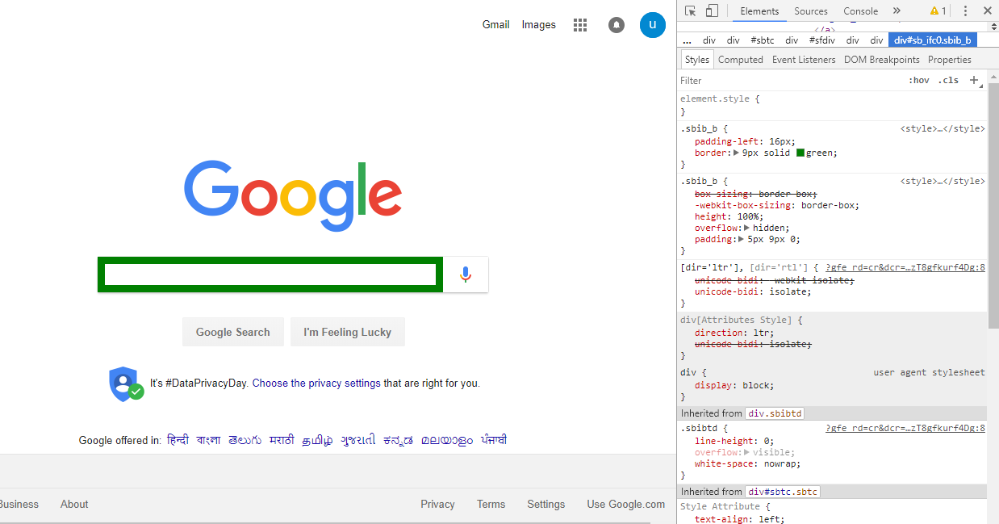 Gmail Images u
Google
Google Search I'm Feeling Lucky
It's #DataPrivacyDay. Choose the privacy settings that are right for you.
Google offered in: हिन्दी বাংলা తెలుగు मराठी தமிழ் ગુજરાતી ಕನ್ನಡ മലയാളം ਪੰਜਾਬੀ
Business About Privacy Terms Settings Use Google.com
Elements Sources Console » 1
</a>
... div div #sbtc div #sfdiv div div div#sb_ifc0.sbib_b
Styles Computed Event Listeners DOM Breakpoints Properties
Filter :hov .cls +
element.style {
}
.sbib_b { <style>…</style>
padding-left: 16px;
border: 9px solid green;
}
.sbib_b { <style>…</style>
box-sizing: border-box;
-webkit-box-sizing: border-box;
height: 100%;
overflow: hidden;
padding: 5px 9px 0;
}
[dir='ltr'], [dir='rtl'] { ?gfe_rd=cr&dcr=…zT8gfkurf4Dg:8
unicode-bidi: -webkit-isolate;
unicode-bidi: isolate;
}
div[Attributes Style] {
direction: ltr;
unicode-bidi: isolate;
}
div { user agent stylesheet
display: block;
}
Inherited from div.sbibtd
.sbibtd { ?gfe_rd=cr&dcr=…zT8gfkurf4Dg:8
line-height: 0;
overflow: visible;
white-space: nowrap;
}
Inherited from div#sbtc.sbtc
Style Attribute {
text-align: left;